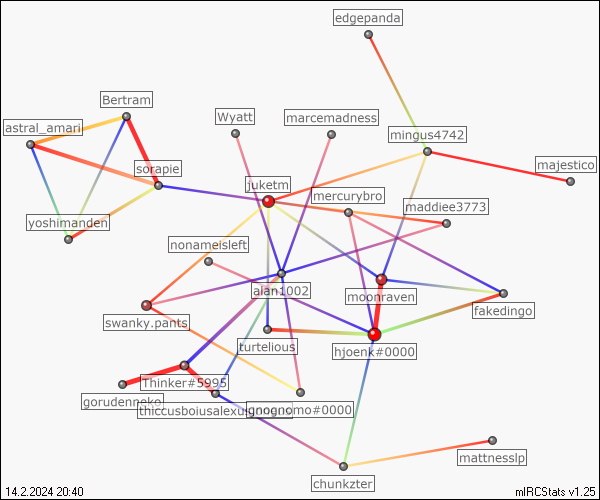 edgepanda
Bertram
Wyatt
marcemadness
astral_amari
mingus4742
sorapie
majestico
juketm
mercurybro
maddiee3773
yoshimanden
nonameisleft
alan1002
moonraven
swanky.pants
fakedingo
turtelious
hjoenk#0000
Thinker#5995
gorudenneko
gnognomo#0000
mattnesslp
chunkzter
14.2.2024 20:40
mIRCStats v1.25